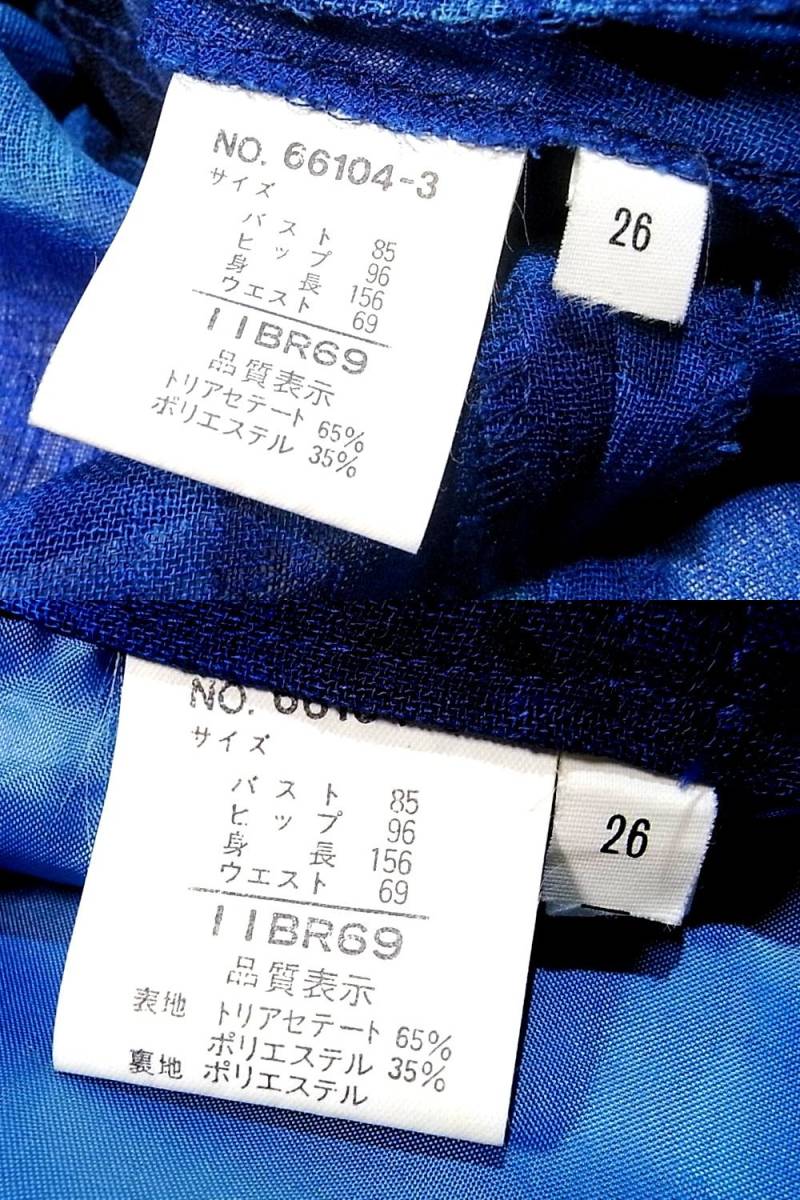 NO. 66104-3
サイズ
バスト 85
ヒップ 96
身長 156
ウエスト 69
11BR69
品質表示
トリアセテート 65%
ポリエステル 35%
26
NO.
サイズ
バスト 85
ヒップ 96
身長 156
ウエスト 69
11BR69
品質表示
表地 トリアセテート 65%
ポリエステル 35%
裏地 ポリエステル
26